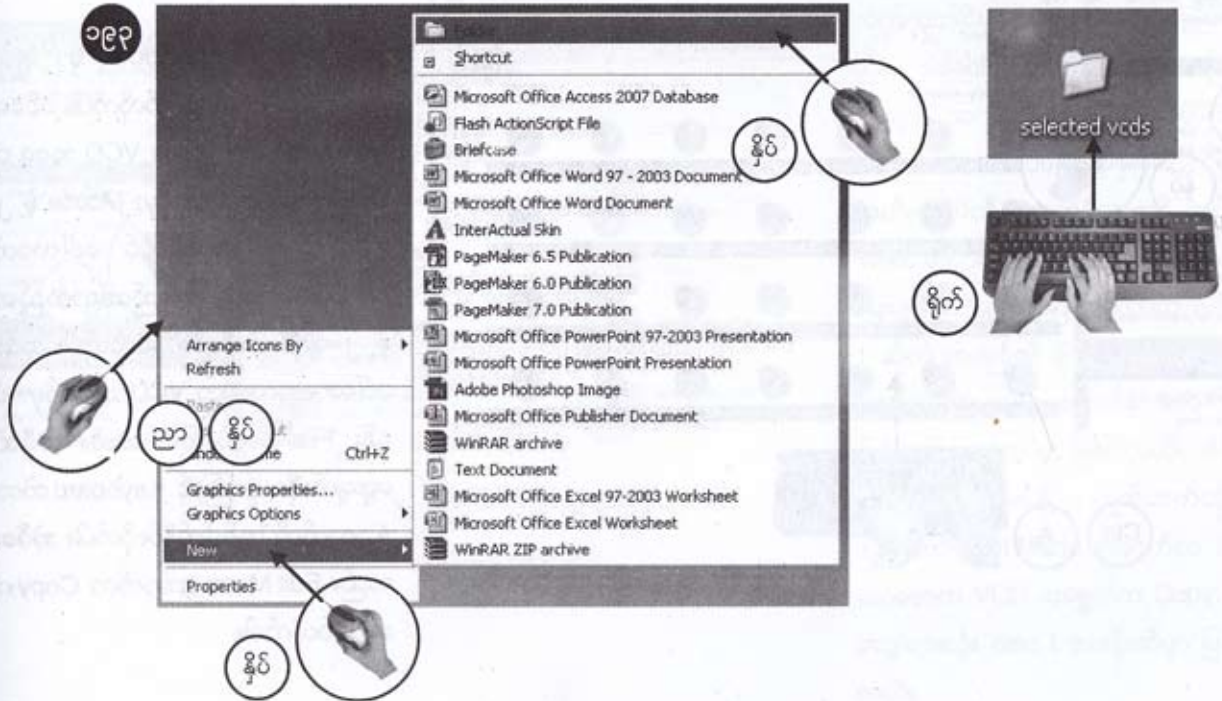 ၁၉၃
Folder
Shortcut
Microsoft Office Access 2007 Database
Flash ActionScript File
Briefcase
Microsoft Office Word 97 - 2003 Document
Microsoft Office Word Document
InterActual Skin
PageMaker 6.5 Publication
PageMaker 6.0 Publication
PageMaker 7.0 Publication
Microsoft Office PowerPoint 97-2003 Presentation
Microsoft Office PowerPoint Presentation
Adobe Photoshop Image
Microsoft Office Publisher Document
WinRAR archive
Text Document
Microsoft Office Excel 97-2003 Worksheet
Microsoft Office Excel Worksheet
WinRAR ZIP archive
နှိပ်
Arrange Icons By
Refresh
ညာ နှိပ်
Ctrl+Z
Graphics Properties...
Graphics Options
New
Properties
နှိပ်
selected vcds
ရိုက်